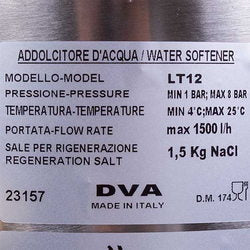 ADDOLCITORE D'ACQUA / WATER SOFTENER
MODELLO-MODEL LT12
PRESSIONE-PRESSURE MIN 1 BAR; MAX 8 BAR
TEMPERATURA-TEMPERATURE MIN 4°C;MAX 25°C
PORTATA-FLOW RATE max 1500 l/h
SALE PER RIGENERAZIONE
REGENERATION SALT 1,5 Kg NaCl
23157 DVA D.M. 174
MADE IN ITALY